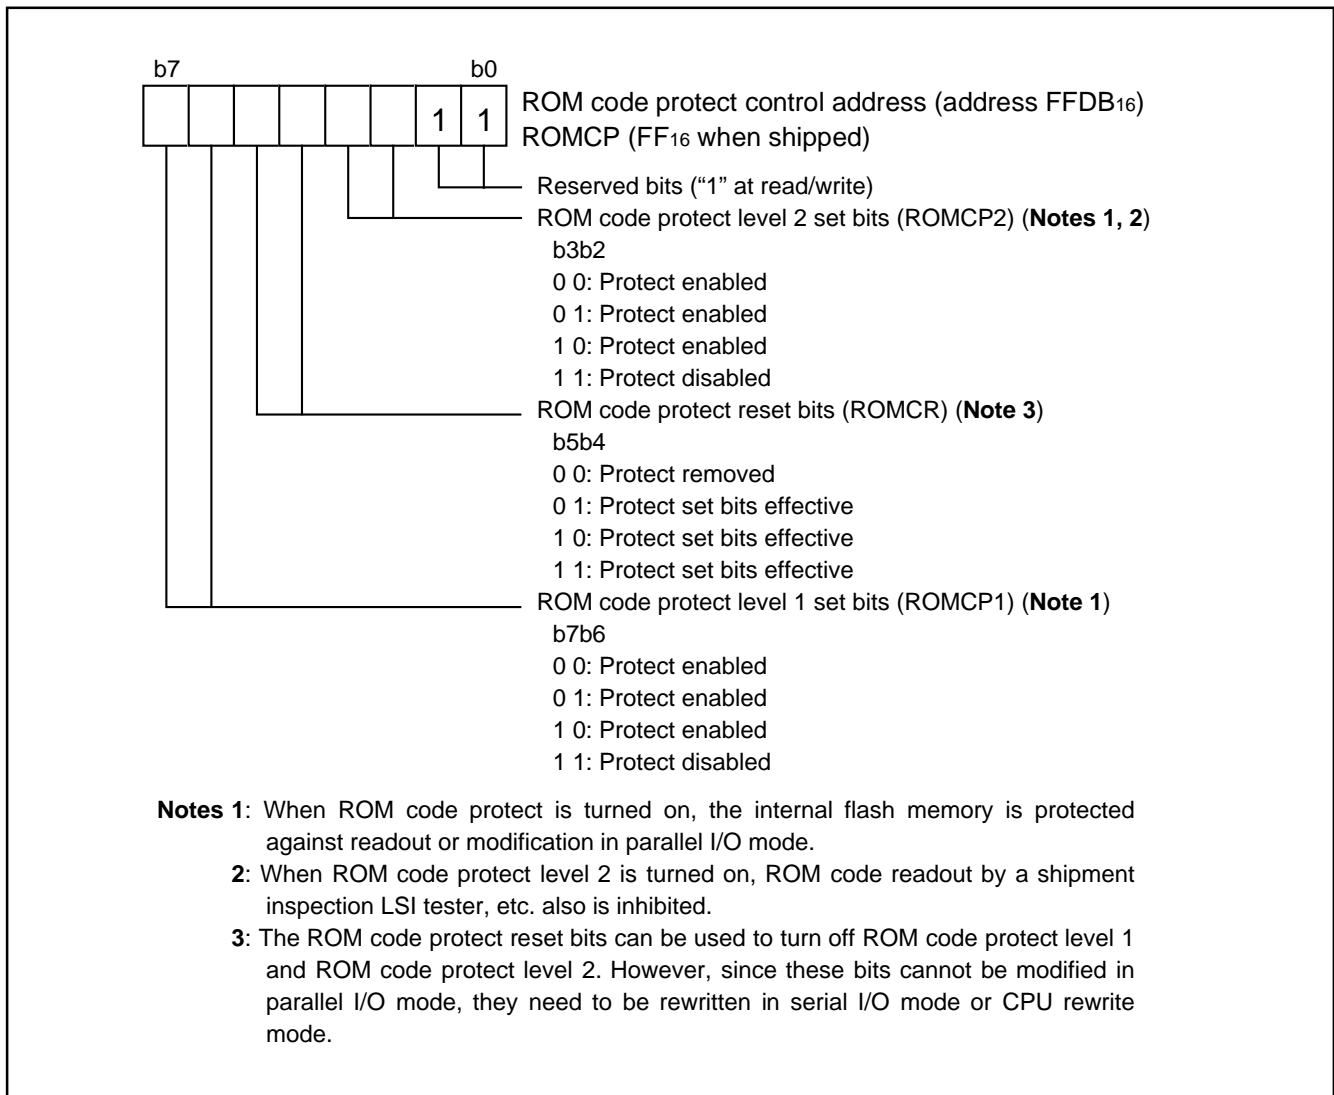 b7 b0
1 1
ROM code protect control address (address FFDB16)
ROMCP (FF16 when shipped)
Reserved bits (“1” at read/write)
ROM code protect level 2 set bits (ROMCP2) (Notes 1, 2)
b3b2
0 0: Protect enabled
0 1: Protect enabled
1 0: Protect enabled
1 1: Protect disabled
ROM code protect reset bits (ROMCR) (Note 3)
b5b4
0 0: Protect removed
0 1: Protect set bits effective
1 0: Protect set bits effective
1 1: Protect set bits effective
ROM code protect level 1 set bits (ROMCP1) (Note 1)
b7b6
0 0: Protect enabled
0 1: Protect enabled
1 0: Protect enabled
1 1: Protect disabled
Notes 1: When ROM code protect is turned on, the internal flash memory is protected
against readout or modification in parallel I/O mode.
2: When ROM code protect level 2 is turned on, ROM code readout by a shipment
inspection LSI tester, etc. also is inhibited.
3: The ROM code protect reset bits can be used to turn off ROM code protect level 1
and ROM code protect level 2. However, since these bits cannot be modified in
parallel I/O mode, they need to be rewritten in serial I/O mode or CPU rewrite
mode.